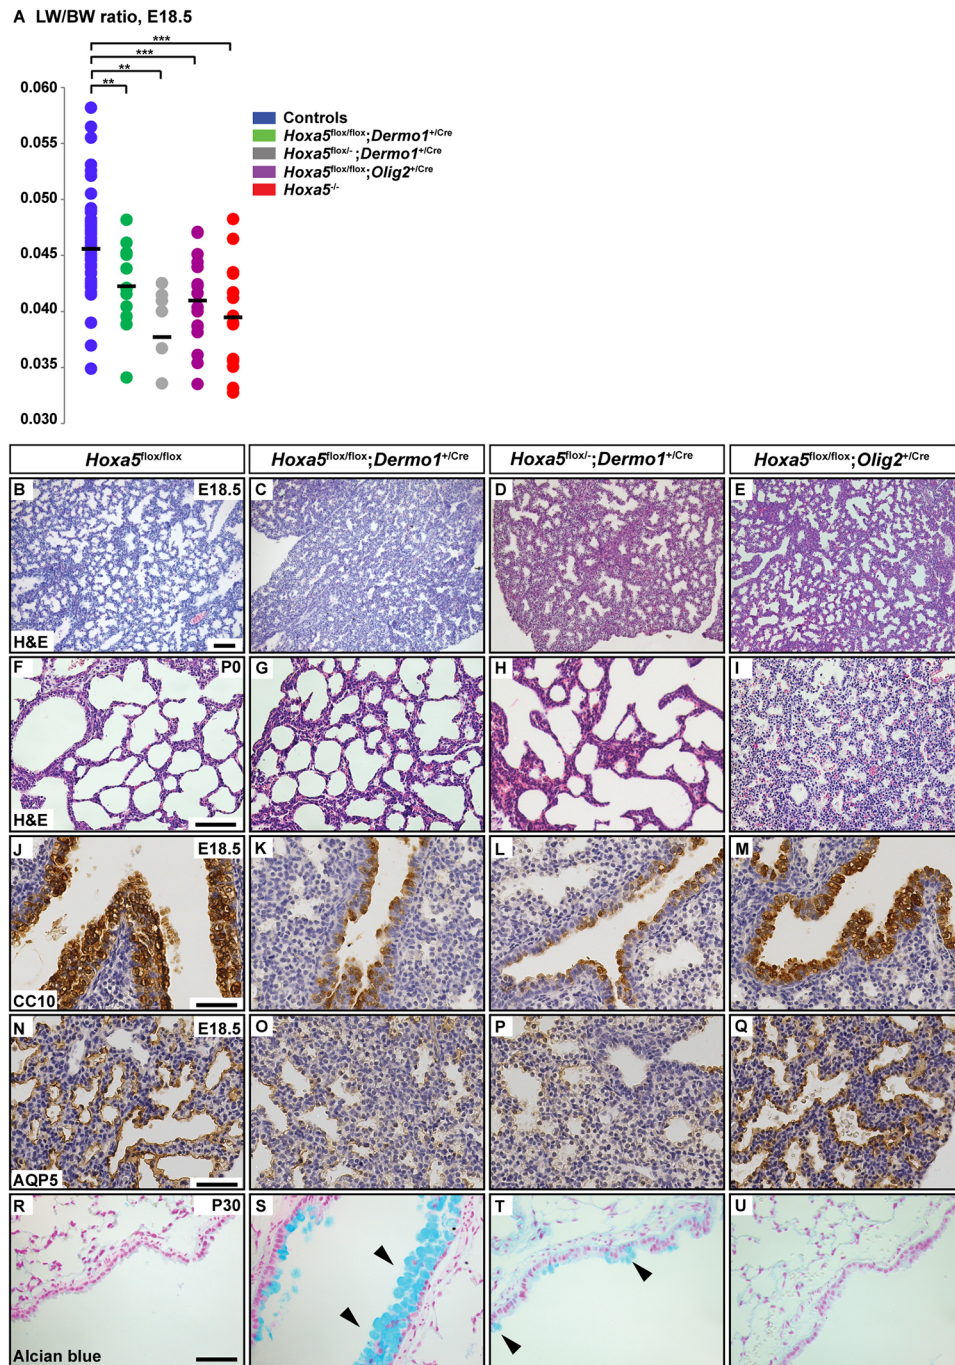 A LW/BW ratio, E18.5
***
***
**
**
0.060
0.055
0.050
0.045
0.040
0.035
0.030
Controls
Hoxa5flox/flox;Dermo1+/Cre
Hoxa5flox/-;Dermo1+/Cre
Hoxa5flox/flox;Olig2+/Cre
Hoxa5-/-
Hoxa5flox/flox
Hoxa5flox/flox;Dermo1+/Cre
Hoxa5flox/-;Dermo1+/Cre
Hoxa5flox/flox;Olig2+/Cre
B E18.5 C D E
H&E
F P0 G H I
H&E
J E18.5 K L M
CC10
N E18.5 O P Q
AQP5
R P30 S T U
Alcian blue